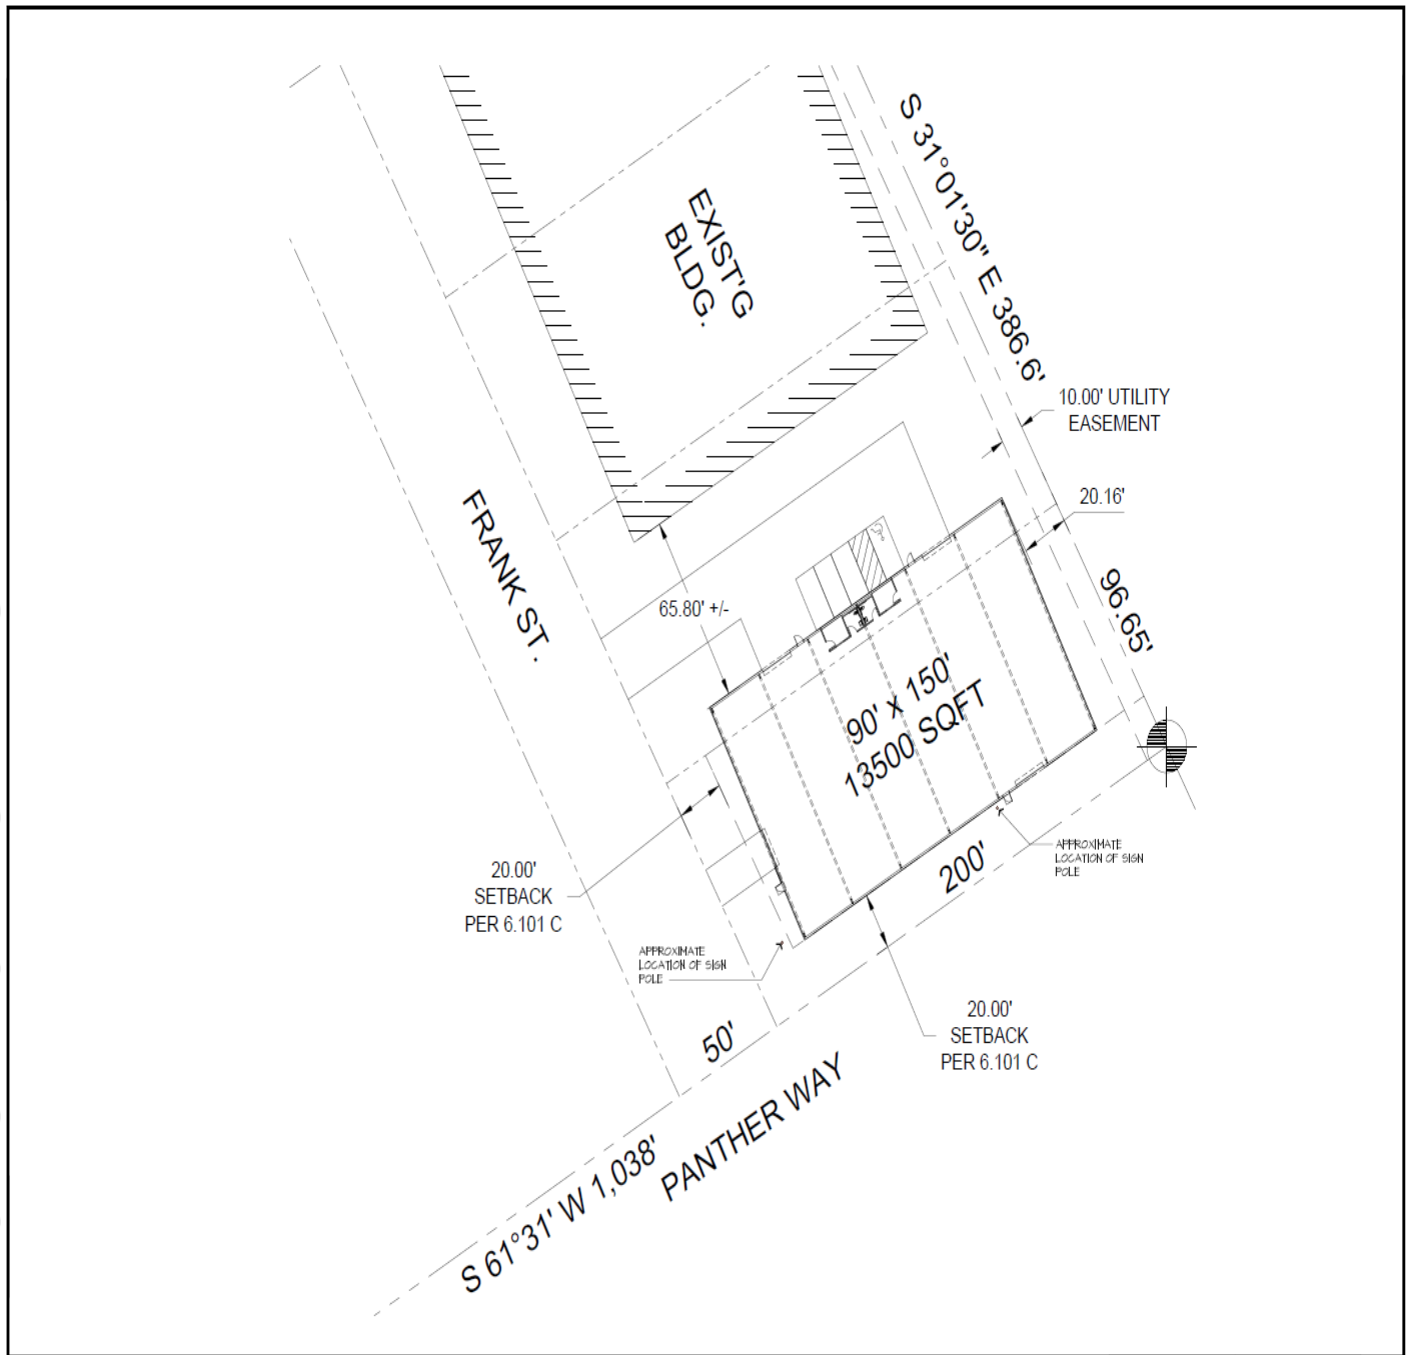 S 31°01'30" E 386.6'
EXIST'G
BLDG.
10.00' UTILITY
EASEMENT
20.16'
FRANK ST.
65.80' +/-
96.65'
90' x 150'
13500 SQFT
20.00'
SETBACK
PER 6.101 C
200'
APPROXIMATE
LOCATION OF SIGN
POLE
APPROXIMATE
LOCATION OF SIGN
POLE
20.00'
SETBACK
PER 6.101 C
50'
PANTHER WAY
S 61°31' W 1,038'